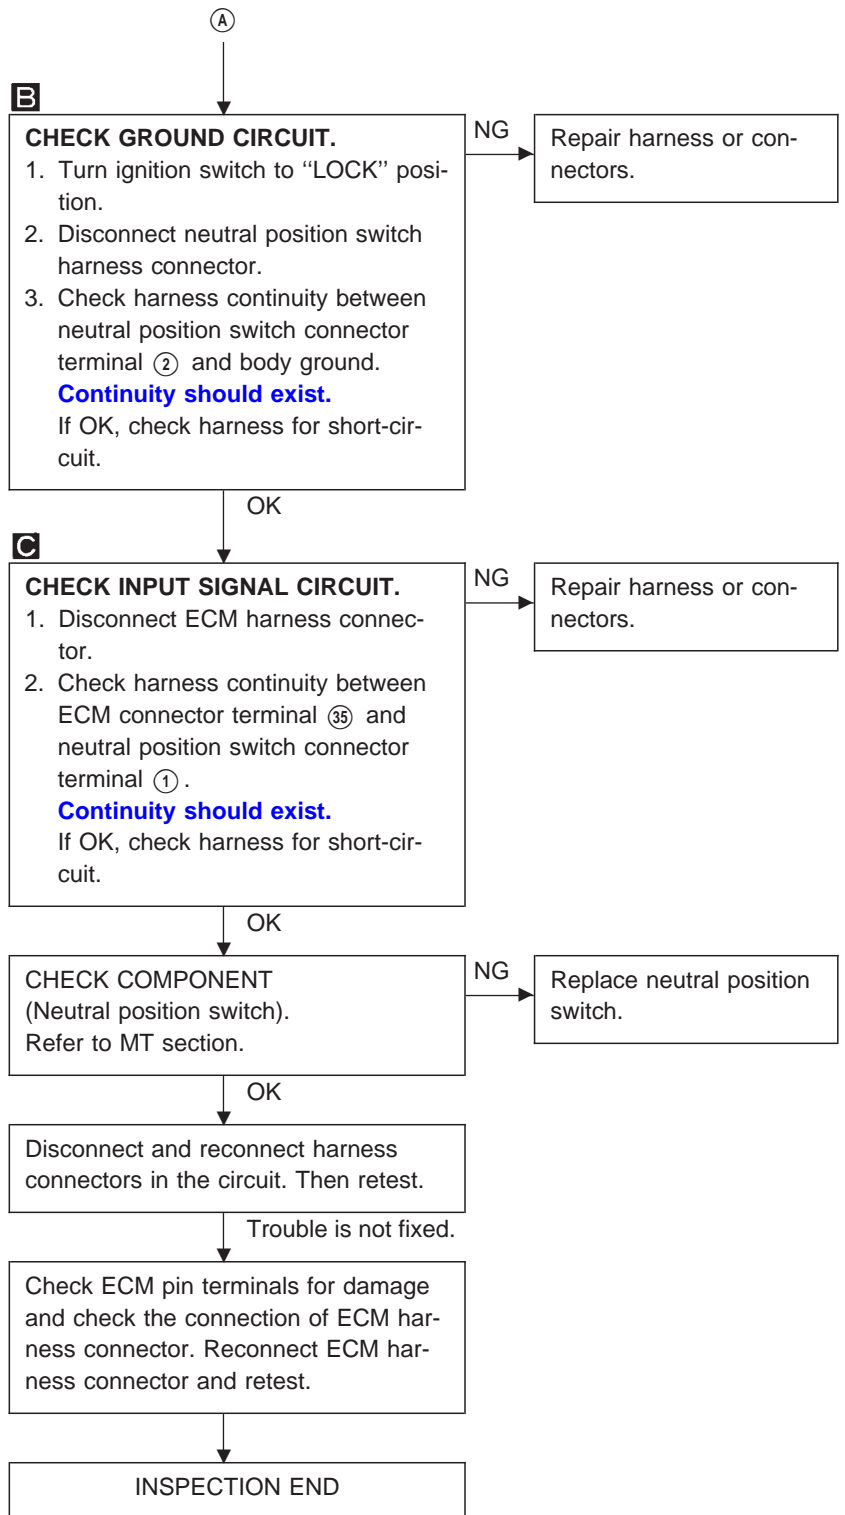 Ⓐ
B
CHECK GROUND CIRCUIT.
1. Turn ignition switch to ‘‘LOCK’’ posi-
tion.
2. Disconnect neutral position switch
harness connector.
3. Check harness continuity between
neutral position switch connector
terminal ② and body ground.
Continuity should exist.
If OK, check harness for short-cir-
cuit.
NG
Repair harness or con-
nectors.
OK
C
CHECK INPUT SIGNAL CIRCUIT.
1. Disconnect ECM harness connec-
tor.
2. Check harness continuity between
ECM connector terminal ㉟ and
neutral position switch connector
terminal ①.
Continuity should exist.
If OK, check harness for short-cir-
cuit.
NG
Repair harness or con-
nectors.
OK
CHECK COMPONENT
(Neutral position switch).
Refer to MT section.
NG
Replace neutral position
switch.
OK
Disconnect and reconnect harness
connectors in the circuit. Then retest.
Trouble is not fixed.
Check ECM pin terminals for damage
and check the connection of ECM har-
ness connector. Reconnect ECM har-
ness connector and retest.
INSPECTION END